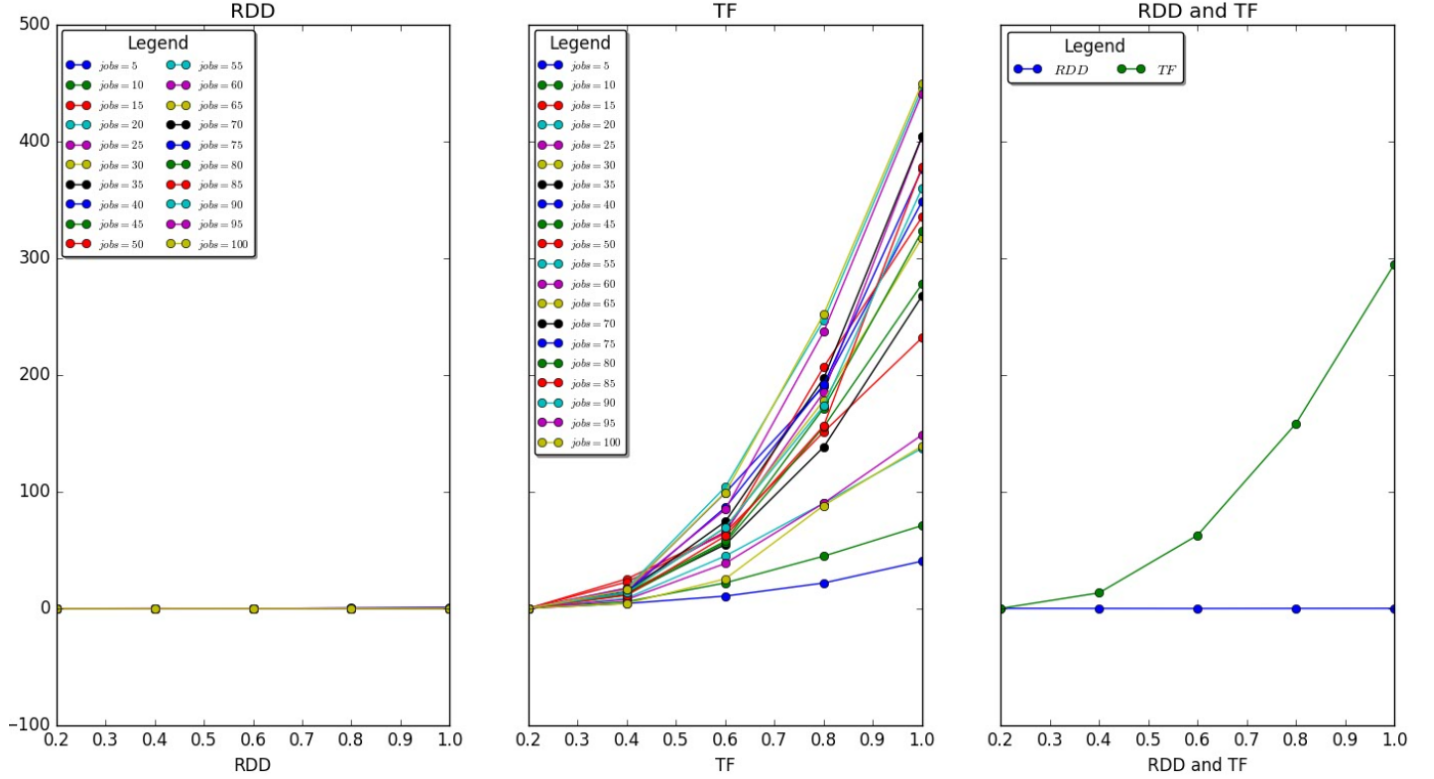 RDD
TF
RDD and TF
500
400
300
200
100
0
−100
Legend
jobs = 5
jobs = 10
jobs = 15
jobs = 20
jobs = 25
jobs = 30
jobs = 35
jobs = 40
jobs = 45
jobs = 50
jobs = 55
jobs = 60
jobs = 65
jobs = 70
jobs = 75
jobs = 80
jobs = 85
jobs = 90
jobs = 95
jobs = 100
0.2 0.3 0.4 0.5 0.6 0.7 0.8 0.9 1.0
RDD
Legend
jobs = 5
jobs = 10
jobs = 15
jobs = 20
jobs = 25
jobs = 30
jobs = 35
jobs = 40
jobs = 45
jobs = 50
jobs = 55
jobs = 60
jobs = 65
jobs = 70
jobs = 75
jobs = 80
jobs = 85
jobs = 90
jobs = 95
jobs = 100
0.2 0.3 0.4 0.5 0.6 0.7 0.8 0.9 1.0
TF
Legend
RDD TF
0.2 0.3 0.4 0.5 0.6 0.7 0.8 0.9 1.0
RDD and TF